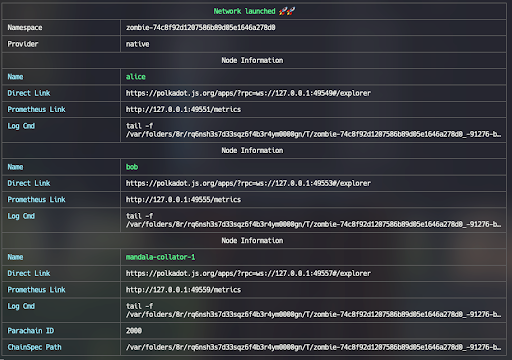 Network launched 🚀🚀
Namespace zombie-74c8f92d1207586b89d05e1646a278d0
Provider native
Node Information
Name alice
Direct Link https://polkadot.js.org/apps/?rpc=ws://127.0.0.1:49549#/explorer
Prometheus Link http://127.0.0.1:49551/metrics
Log Cmd tail -f
/var/folders/8r/rq6nsh3s7d33sqz6f4b3r4ym0000gn/T/zombie-74c8f92d1207586b89d05e1646a278d0_-91276-b…
Node Information
Name bob
Direct Link https://polkadot.js.org/apps/?rpc=ws://127.0.0.1:49553#/explorer
Prometheus Link http://127.0.0.1:49555/metrics
Log Cmd tail -f
/var/folders/8r/rq6nsh3s7d33sqz6f4b3r4ym0000gn/T/zombie-74c8f92d1207586b89d05e1646a278d0_-91276-b…
Node Information
Name mandala-collator-1
Direct Link https://polkadot.js.org/apps/?rpc=ws://127.0.0.1:49557#/explorer
Prometheus Link http://127.0.0.1:49559/metrics
Log Cmd tail -f
/var/folders/8r/rq6nsh3s7d33sqz6f4b3r4ym0000gn/T/zombie-74c8f92d1207586b89d05e1646a278d0_-91276-b…
Parachain ID 2000
ChainSpec Path /var/folders/8r/rq6nsh3s7d33sqz6f4b3r4ym0000gn/T/zombie-74c8f92d1207586b89d05e1646a278d0_-91276-b…